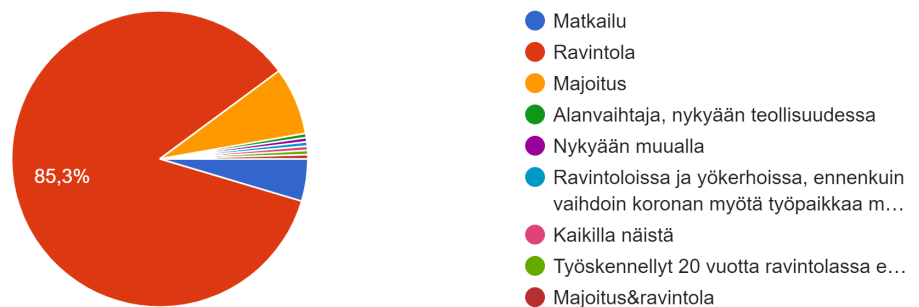 85,3%
Matkailu
Ravintola
Majoitus
Alanvaihtaja, nykyään teollisuudessa
Nykyään muualla
Ravintoloissa ja yökerhoissa, ennenkuin
vaihdoin koronan myötä työpaikkaa m…
Kaikilla näistä
Työskennellyt 20 vuotta ravintolassa e…
Majoitus&ravintola